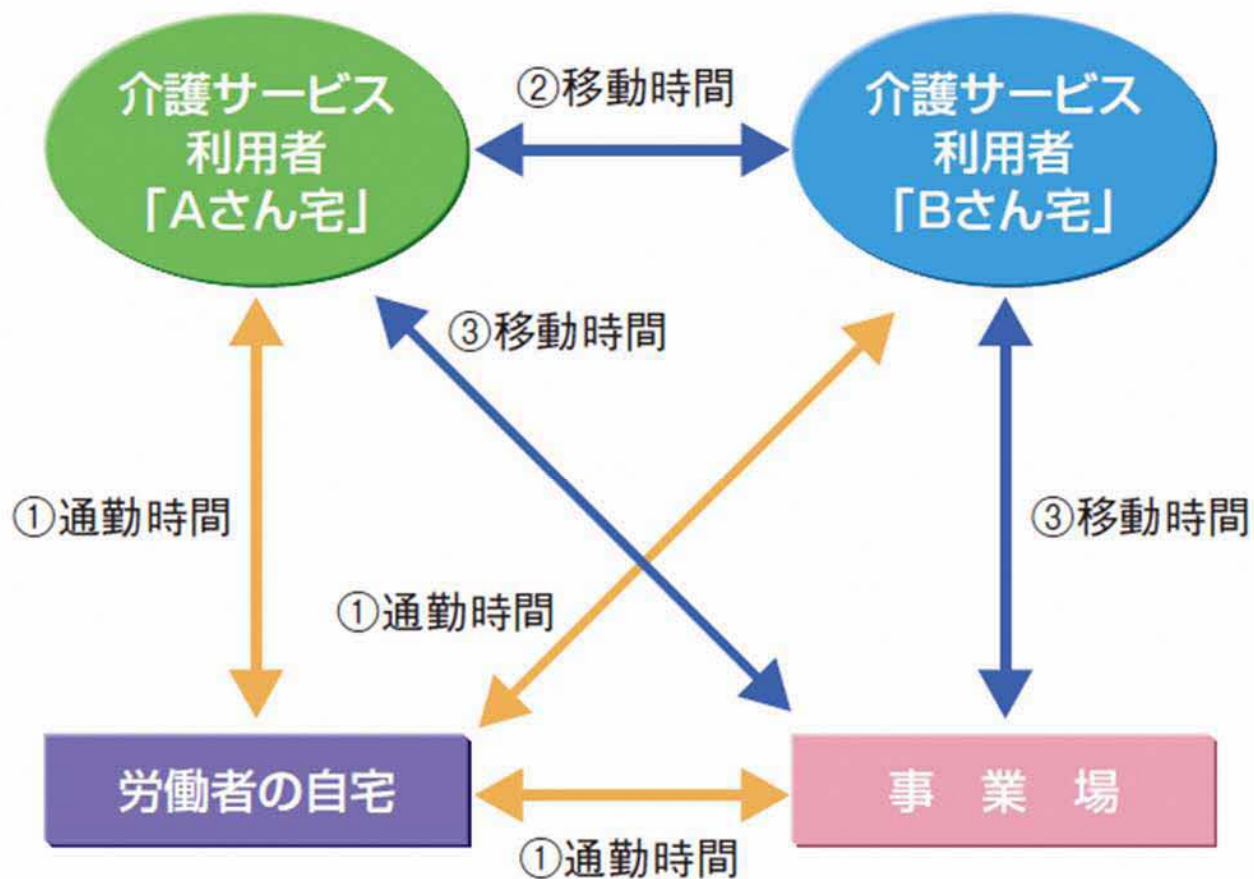 介護サービス
利用者
「Aさん宅」
②移動時間
介護サービス
利用者
「Bさん宅」
③移動時間
①通勤時間
③移動時間
①通勤時間
労働者の自宅
事　業　場
①通勤時間